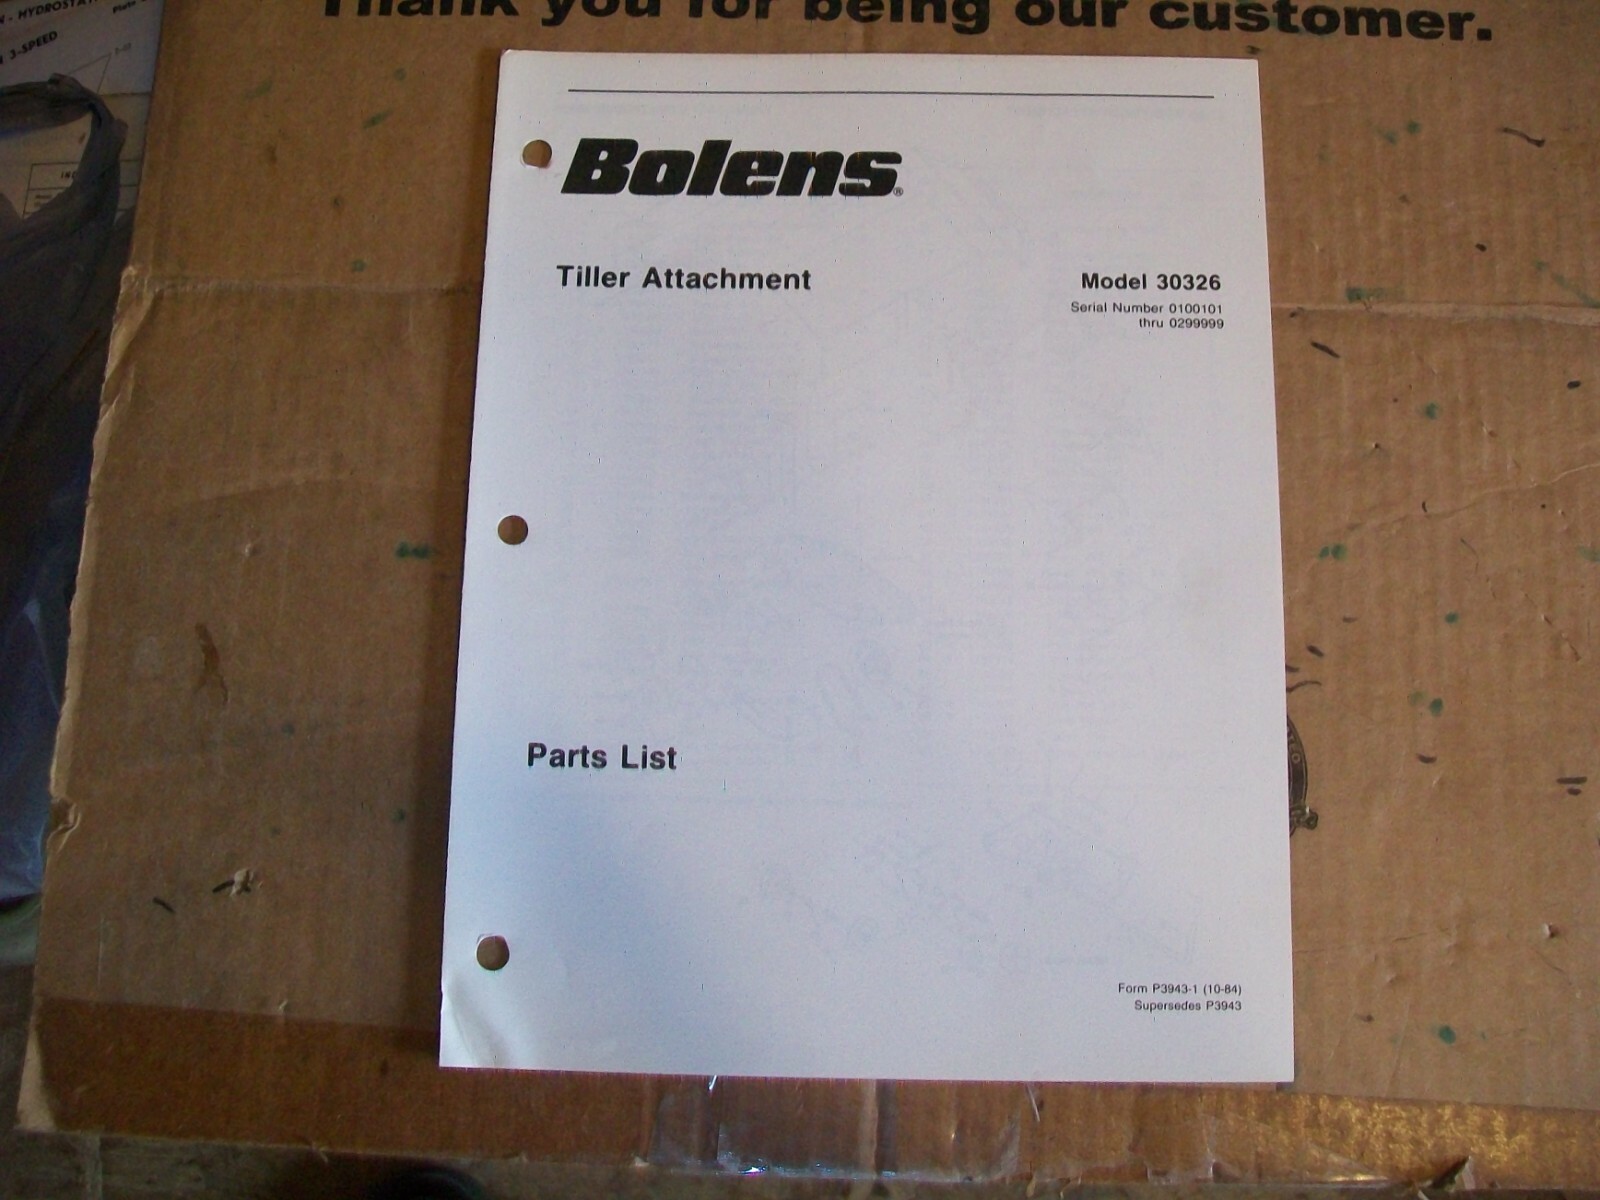 Thank you for being our customer.
- HYDROSTA
3-SPEED
Bolens®
Tiller Attachment
Model 30326
Serial Number 0100101
thru 0299999
Parts List
Form P3943-1 (10-84)
Supersedes P3943